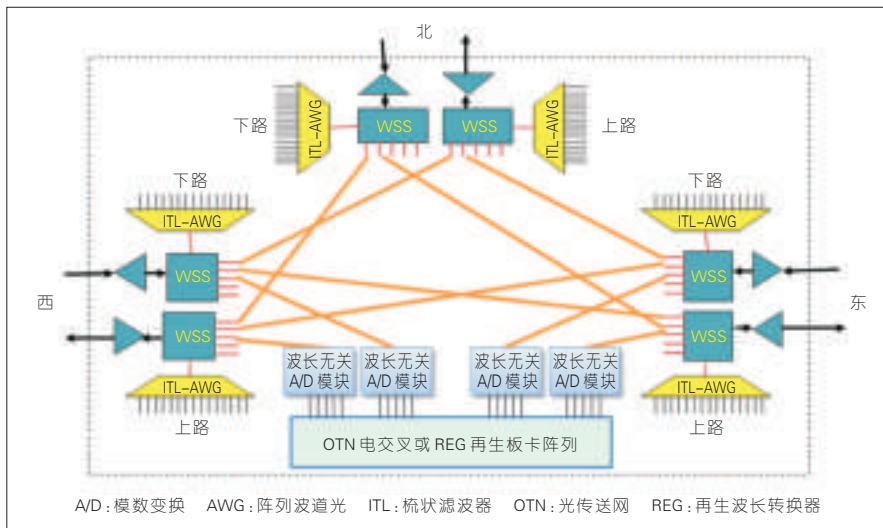 北
下路
ITL-AWG
WSS
WSS
ITL-AWG
上路
下路
ITL-AWG
下路
ITL-AWG
WSS
WSS
西
东
WSS
WSS
波长无关
A/D 模块
波长无关
A/D 模块
波长无关
A/D 模块
波长无关
A/D 模块
ITL-AWG
上路
ITL-AWG
上路
OTN 电交叉或 REG 再生板卡阵列
A/D:模数变换 AWG:阵列波道光 ITL:梳状滤波器 OTN:光传送网 REG:再生波长转换器